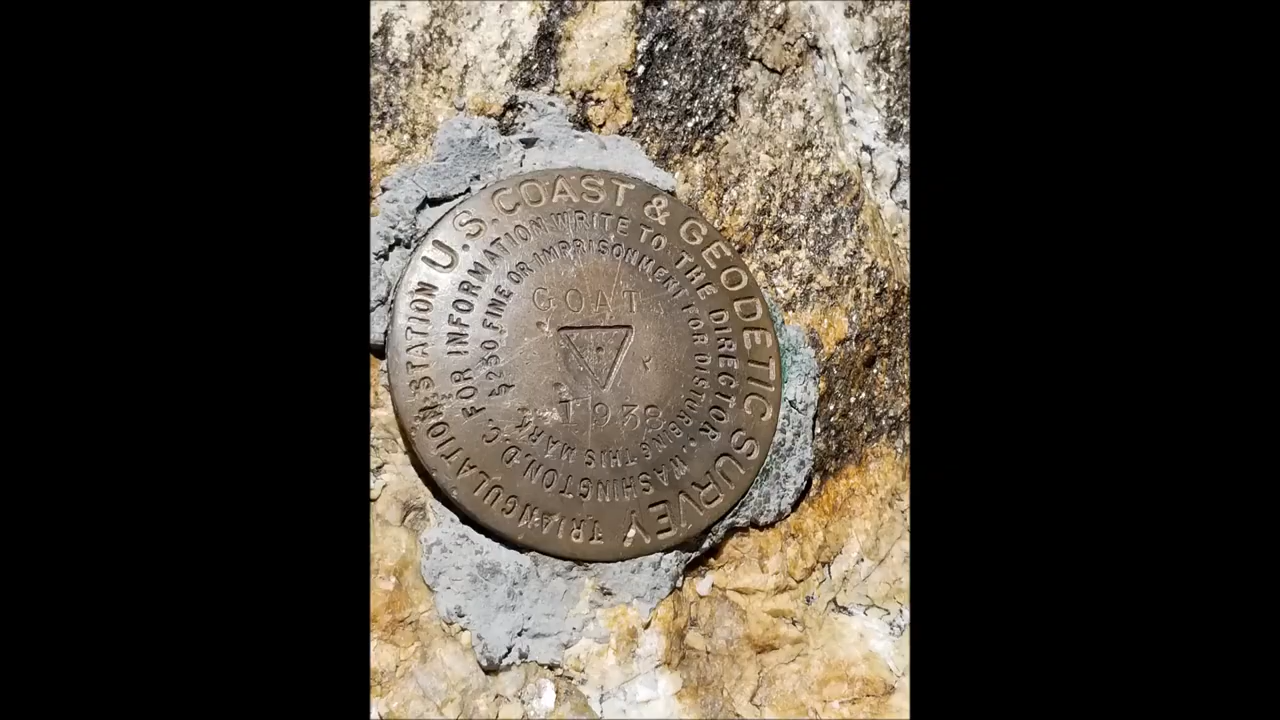 U.S. COAST & GEODETIC SURVEY
TRIANGULATION STATION
FOR INFORMATION WRITE TO THE DIRECTOR.. WASHINGTON, D.C.
$250 FINE OR IMPRISONMENT FOR DISTURBING THIS MARK
GOAT
1938